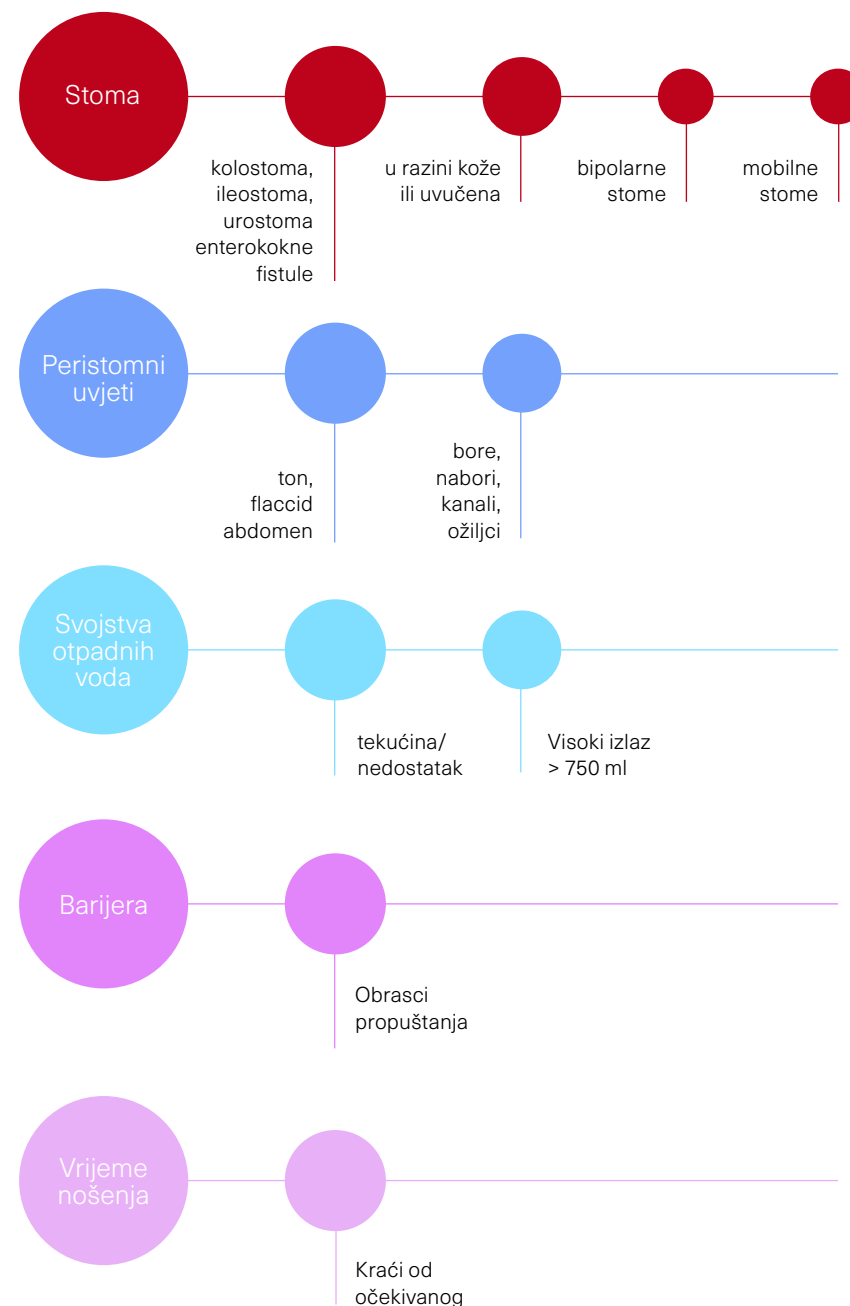 Stoma
kolostoma,
ileostoma,
urostoma
enterokokne
fistule
u razini kože
ili uvučena
bipolarne
stome
mobilne
stome
Peristomni
uvjeti
ton,
flaccid
abdomen
bore,
nabori,
kanali,
ožiljci
Svojstva
otpadnih
voda
tekućina/
nedostatak
Visoki izlaz
> 750 ml
Barijera
Obrasci
propuštanja
Vrijeme
nošenja
Kraći od
očekivanog